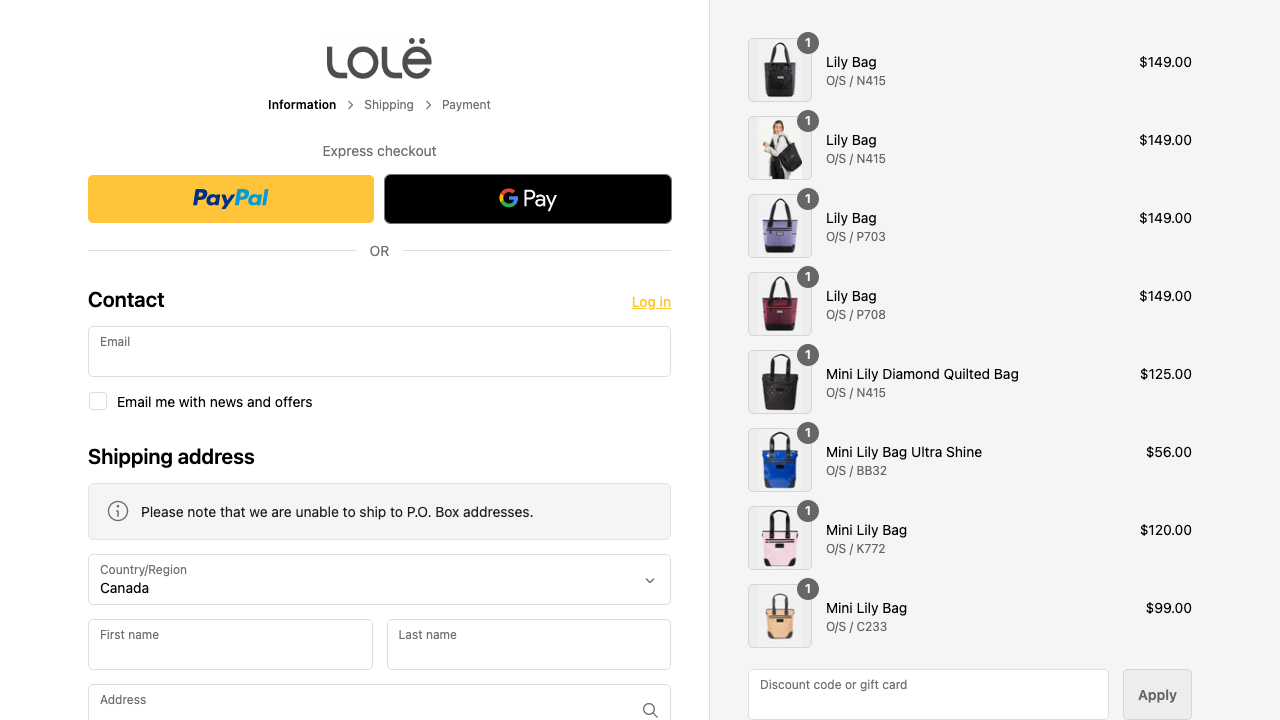 Lolë
Information
Shipping
Payment
Express checkout
PayPal
G Pay
OR
Contact
Log in
Email
Email me with news and offers
Shipping address
Please note that we are unable to ship to P.O. Box addresses.
Country/Region
Canada
First name
Last name
Address
1
Lily Bag
O/S / N415
$149.00
1
Lily Bag
O/S / N415
$149.00
1
Lily Bag
O/S / P703
$149.00
1
Lily Bag
O/S / P708
$149.00
1
Mini Lily Diamond Quilted Bag
O/S / N415
$125.00
1
Mini Lily Bag Ultra Shine
O/S / BB32
$56.00
1
Mini Lily Bag
O/S / K772
$120.00
1
Mini Lily Bag
O/S / C233
$99.00
Discount code or gift card
Apply